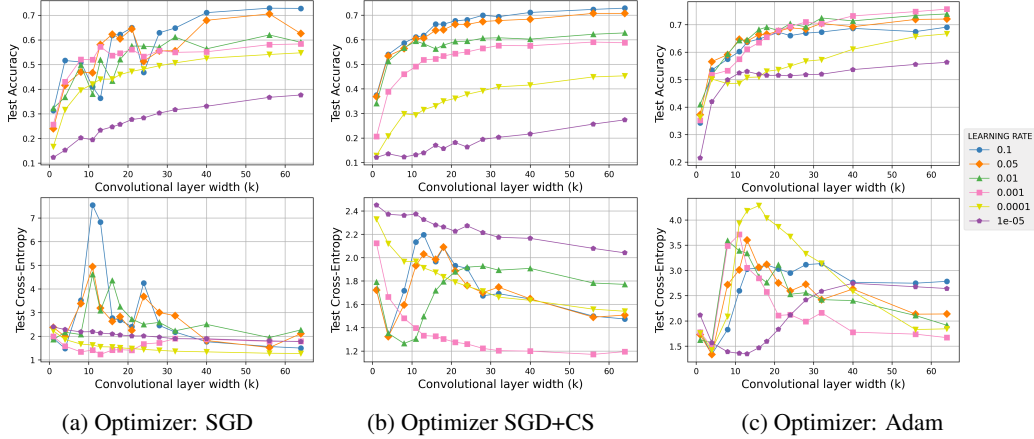 Test Accuracy
0.7
0.6
0.5
0.4
0.3
0.2
0.1
0 10 20 30 40 50 60
Convolutional layer width (k)
Test Accuracy
0.7
0.6
0.5
0.4
0.3
0.2
0.1
0 10 20 30 40 50 60
Convolutional layer width (k)
Test Accuracy
0.7
0.6
0.5
0.4
0.3
0.2
0 10 20 30 40 50 60
Convolutional layer width (k)
LEARNING RATE
0.1
0.05
0.01
0.001
0.0001
1e-05
Test Cross-Entropy
7
6
5
4
3
2
1
0 10 20 30 40 50 60
Convolutional layer width (k)
Test Cross-Entropy
2.4
2.2
2.0
1.8
1.6
1.4
1.2
0 10 20 30 40 50 60
Convolutional layer width (k)
Test Cross-Entropy
4.0
3.5
3.0
2.5
2.0
1.5
0 10 20 30 40 50 60
Convolutional layer width (k)
(a) Optimizer: SGD
(b) Optimizer SGD+CS
(c) Optimizer: Adam